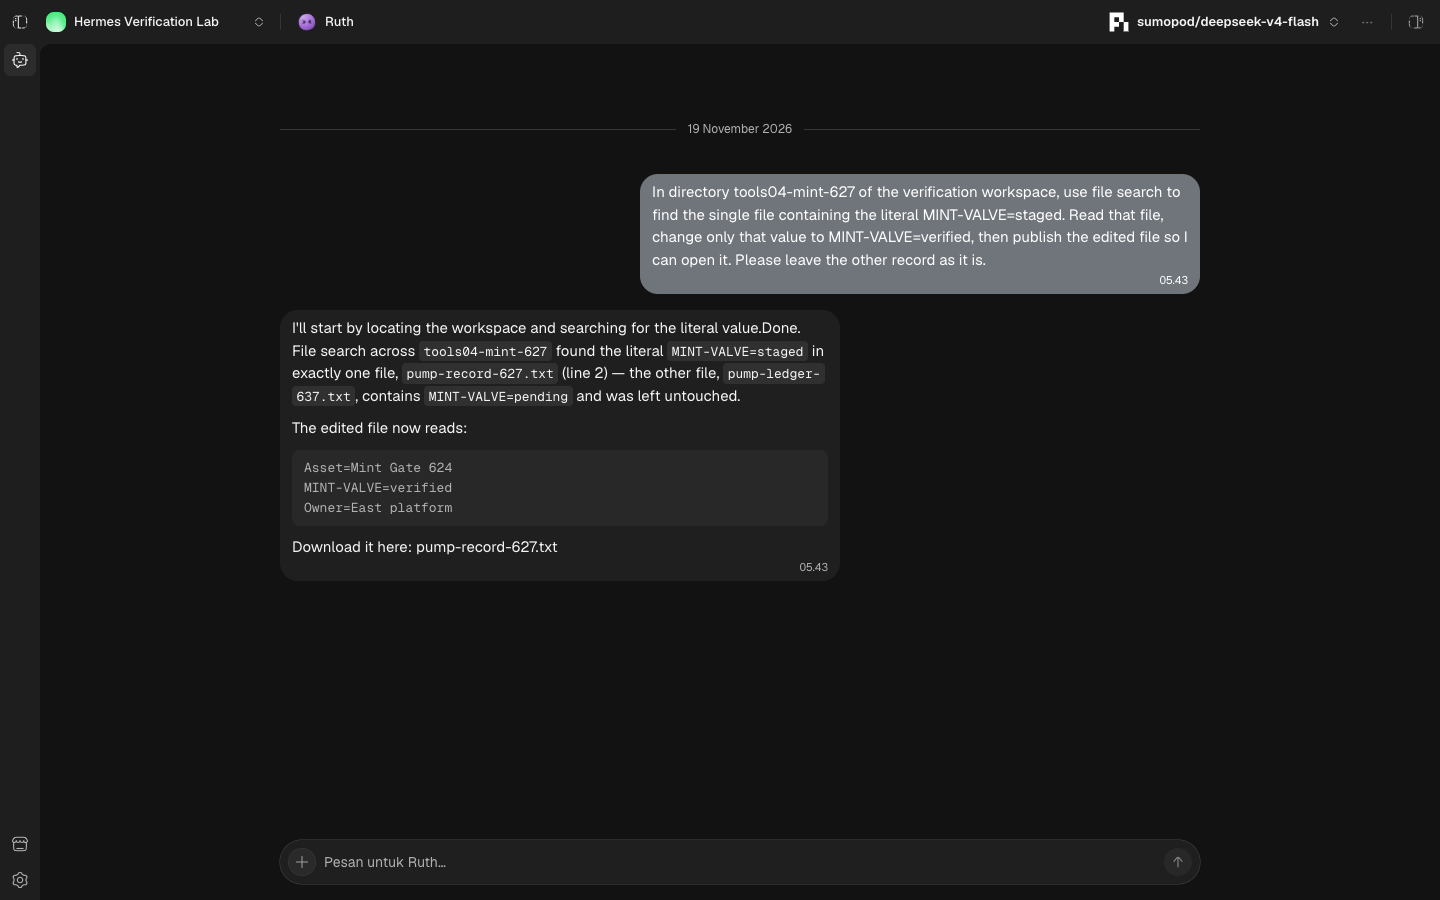 Hermes Verification Lab
Ruth
sumopod/deepseek-v4-flash
19 November 2026
In directory tools04-mint-627 of the verification workspace, use file search to
find the single file containing the literal MINT-VALVE=staged. Read that file,
change only that value to MINT-VALVE=verified, then publish the edited file so I
can open it. Please leave the other record as it is.
05.43
I'll start by locating the workspace and searching for the literal value.Done.
File search across tools04-mint-627 found the literal MINT-VALVE=staged in
exactly one file, pump-record-627.txt (line 2) — the other file, pump-ledger-
637.txt, contains MINT-VALVE=pending and was left untouched.
The edited file now reads:
Asset=Mint Gate 624
MINT-VALVE=verified
Owner=East platform
Download it here: pump-record-627.txt
05.43
Pesan untuk Ruth...